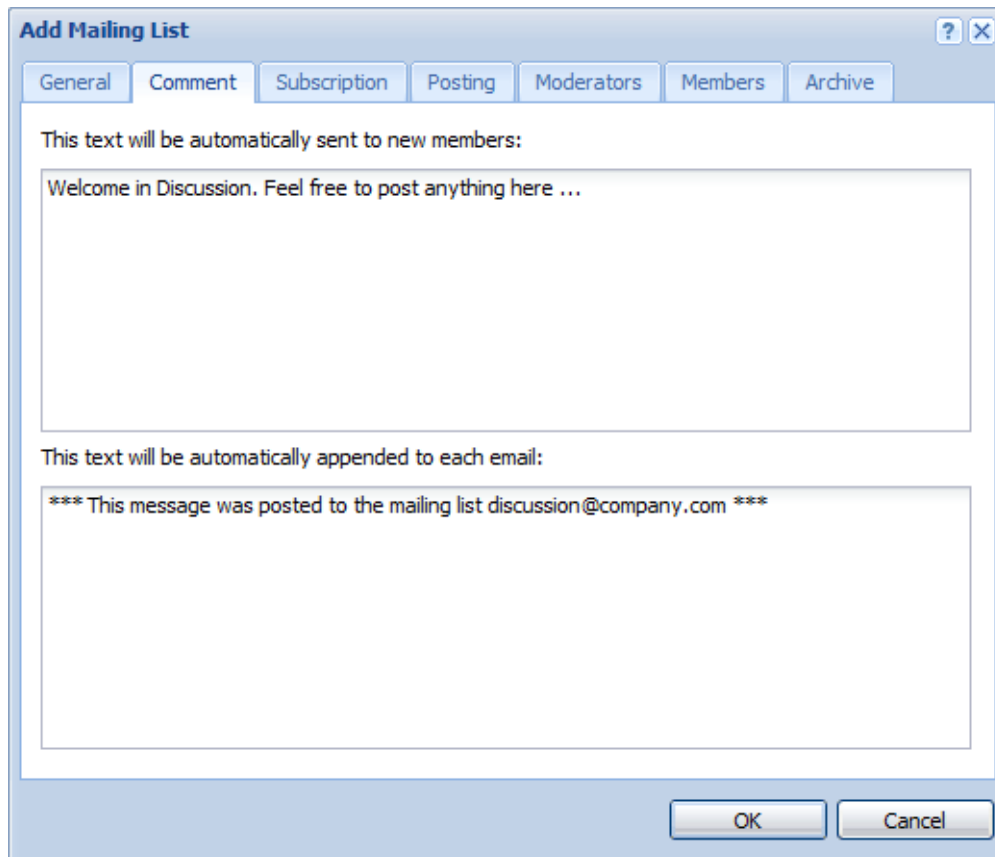 Add Mailing List
General Comment Subscription Posting Moderators Members Archive
This text will be automatically sent to new members:
Welcome in Discussion. Feel free to post anything here ...
This text will be automatically appended to each email:
*** This message was posted to the mailing list discussion@company.com ***
OK Cancel